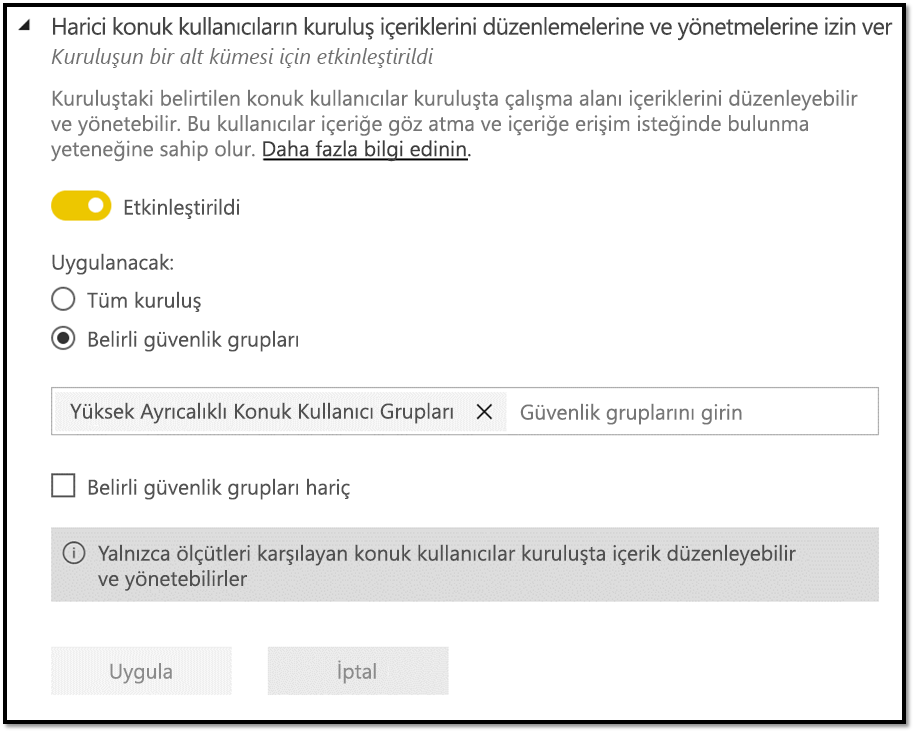 Harici konuk kullanıcıların kuruluş içeriklerini düzenlemelerine ve yönetmelerine izin ver
Kuruluşun bir alt kümesi için etkinleştirildi
Kuruluştaki belirtilen konuk kullanıcılar kuruluşta çalışma alanı içeriklerini düzenleyebilir
ve yönetebilir. Bu kullanıcılar içeriğe göz atma ve içeriğe erişim isteğinde bulunma
yeteneğine sahip olur. Daha fazla bilgi edinin.
Etkinleştirildi
Uygulanacak:
Tüm kuruluş
Belirli güvenlik grupları
Yüksek Ayrıcalıklı Konuk Kullanıcı Grupları Güvenlik gruplarını girin
Belirli güvenlik grupları hariç
Yalnızca ölçütleri karşılayan konuk kullanıcılar kuruluşta içerik düzenleyebilir
ve yönetebilirler
Uygula İptal